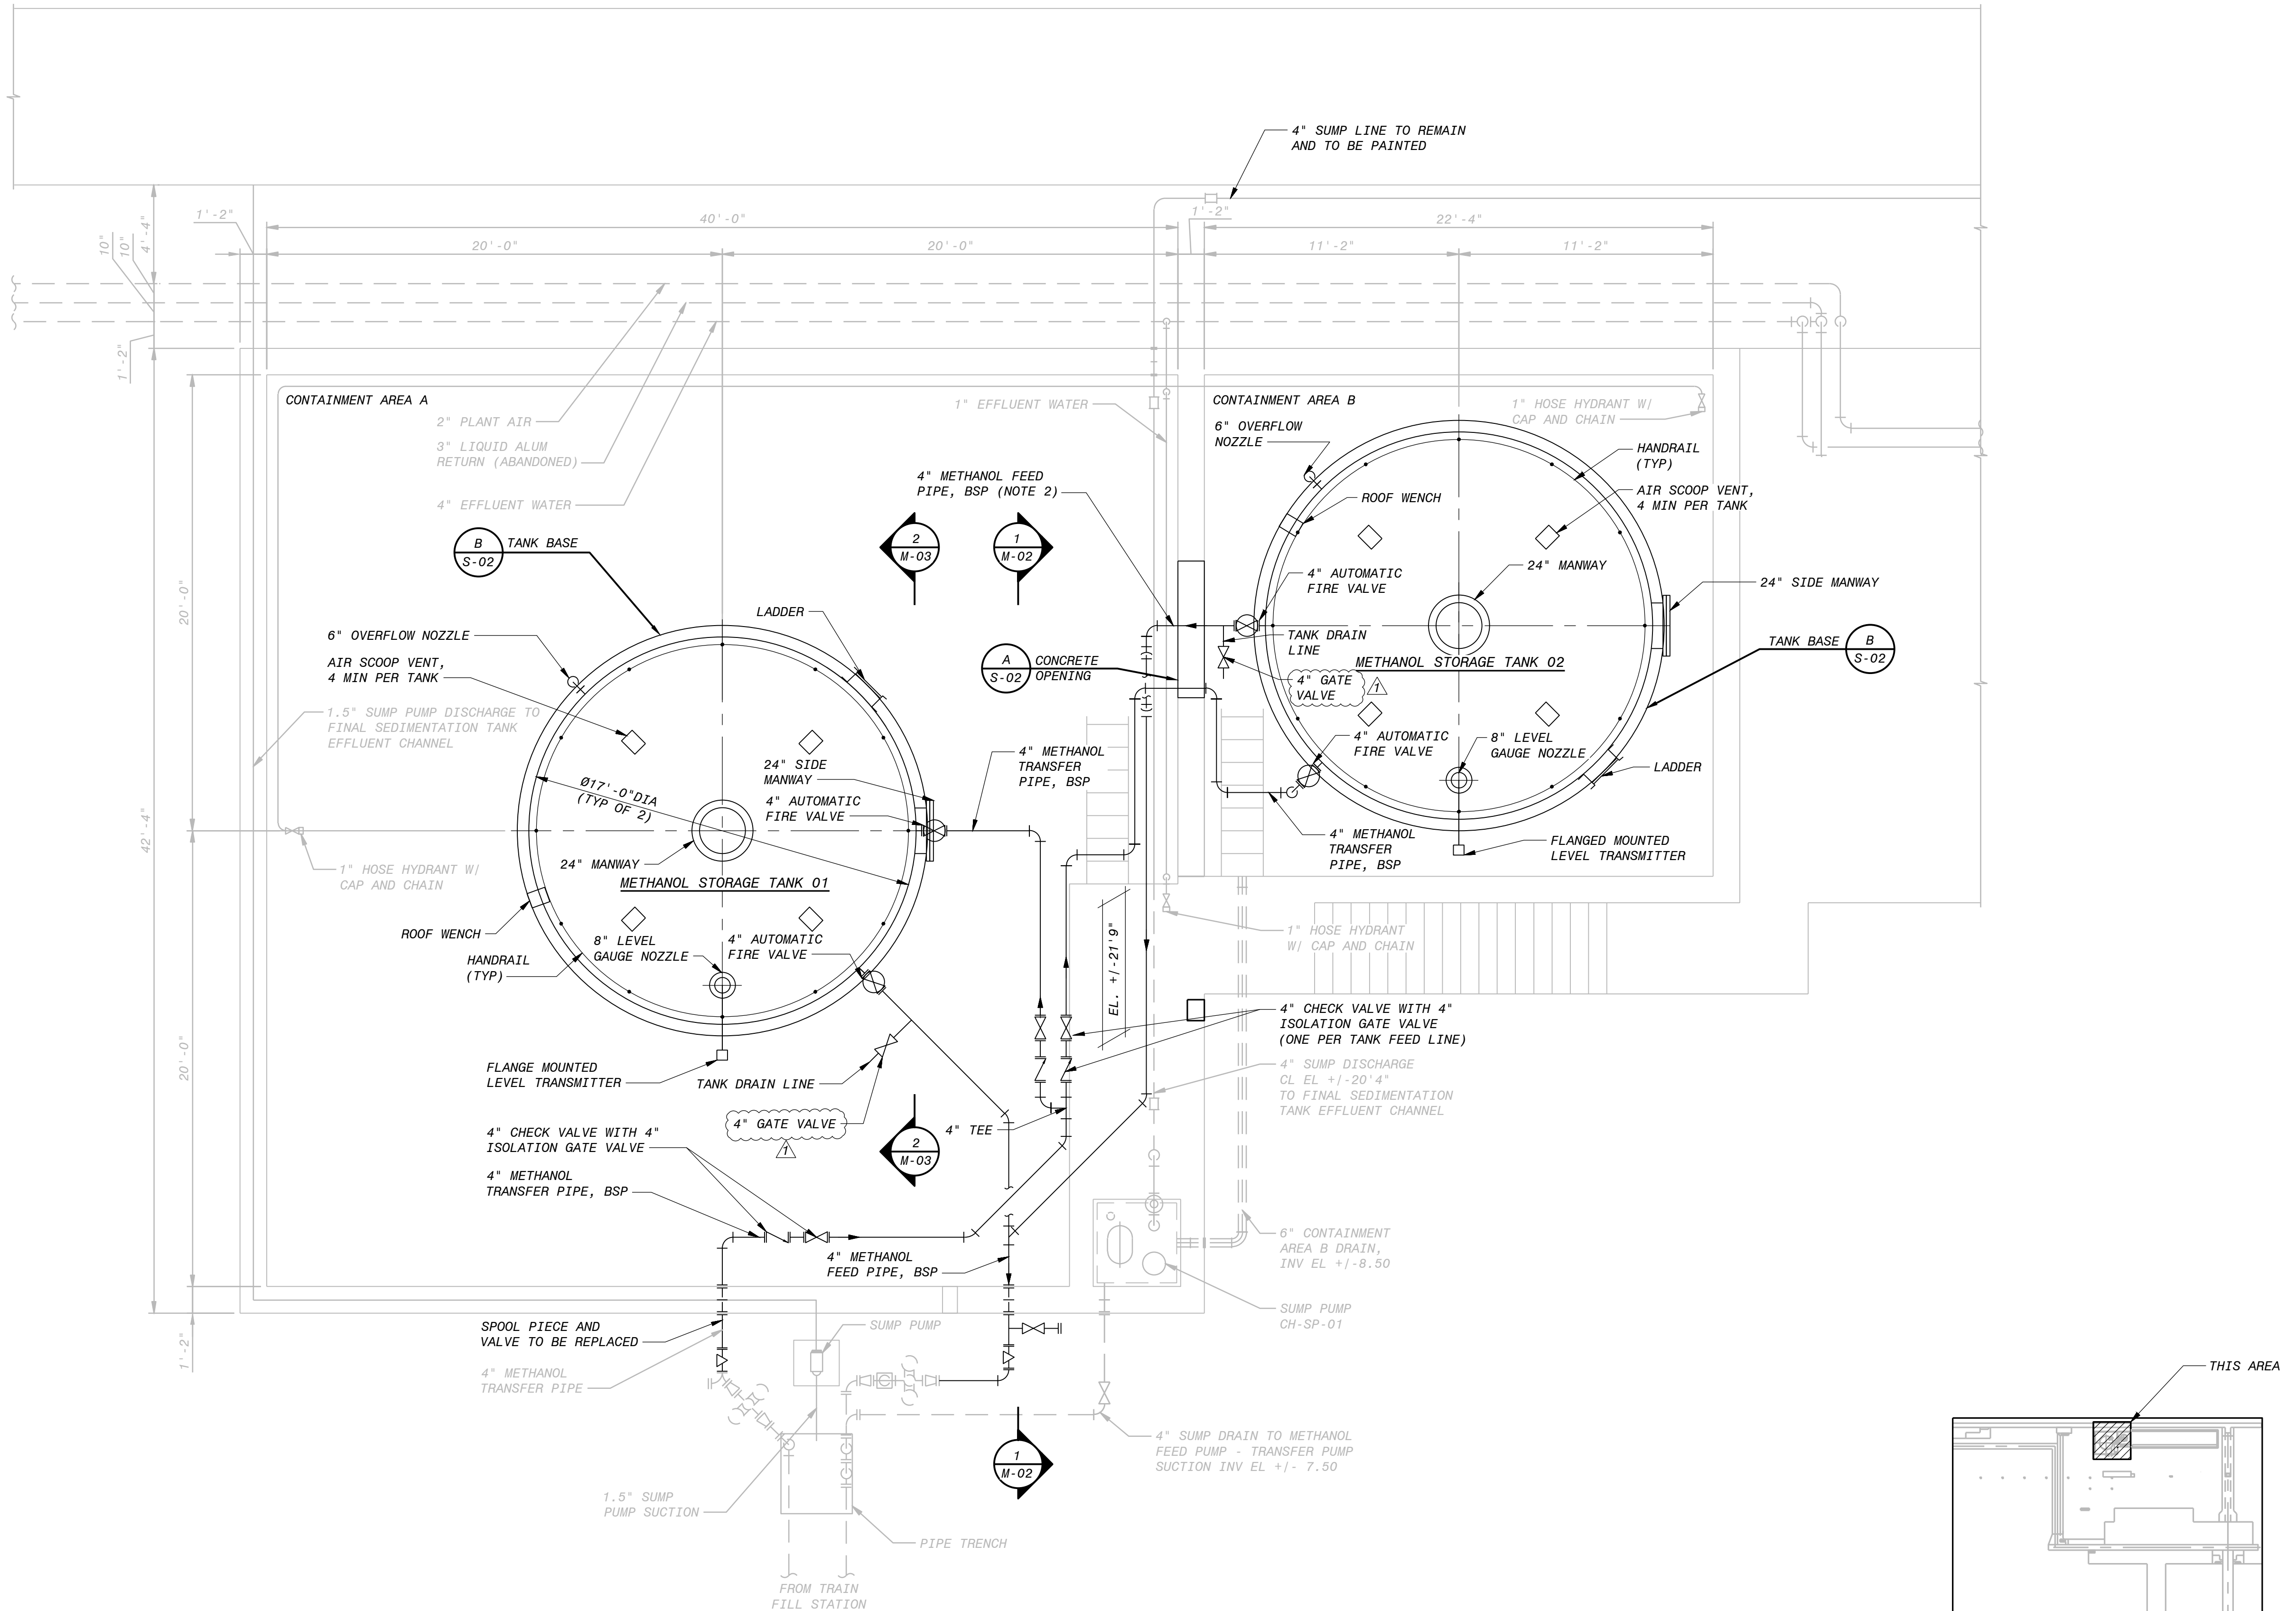 4" SUMP LINE TO REMAIN
AND TO BE PAINTED
1'-2"
40'-0"
1'-2"
22'-4"
20'-0"
20'-0"
11'-2"
11'-2"
10"
10"
4'-4"
1'-2"
CONTAINMENT AREA A
2" PLANT AIR
3" LIQUID ALUM
RETURN (ABANDONED)
4" EFFLUENT WATER
1" EFFLUENT WATER
CONTAINMENT AREA B
6" OVERFLOW
NOZZLE
1" HOSE HYDRANT W/
CAP AND CHAIN
HANDRAIL
(TYP)
AIR SCOOP VENT,
4 MIN PER TANK
ROOF WENCH
4" METHANOL FEED
PIPE, BSP (NOTE 2)
2
M-03
1
M-02
B
S-02
TANK BASE
24" MANWAY
4" AUTOMATIC
FIRE VALVE
24" SIDE MANWAY
20'-0"
LADDER
6" OVERFLOW NOZZLE
AIR SCOOP VENT,
4 MIN PER TANK
TANK DRAIN
LINE
TANK BASE
B
S-02
A
S-02
CONCRETE
OPENING
METHANOL STORAGE TANK 02
4" GATE
VALVE
1
1.5" SUMP PUMP DISCHARGE TO
FINAL SEDIMENTATION TANK
EFFLUENT CHANNEL
4" METHANOL
TRANSFER
PIPE, BSP
4" AUTOMATIC
FIRE VALVE
8" LEVEL
GAUGE NOZZLE
LADDER
24" SIDE
MANWAY
Ø17'-0"DIA
(TYP OF 2)
4" AUTOMATIC
FIRE VALVE
42'-4"
4" METHANOL
TRANSFER
PIPE, BSP
FLANGED MOUNTED
LEVEL TRANSMITTER
1" HOSE HYDRANT W/
CAP AND CHAIN
24" MANWAY
METHANOL STORAGE TANK 01
ROOF WENCH
8" LEVEL
GAUGE NOZZLE
4" AUTOMATIC
FIRE VALVE
HANDRAIL
(TYP)
EL. +/-21'9"
1" HOSE HYDRANT
W/ CAP AND CHAIN
4" CHECK VALVE WITH 4"
ISOLATION GATE VALVE
(ONE PER TANK FEED LINE)
20'-0"
FLANGE MOUNTED
LEVEL TRANSMITTER
TANK DRAIN LINE
4" SUMP DISCHARGE
CL EL +/-20'4"
TO FINAL SEDIMENTATION
TANK EFFLUENT CHANNEL
4" GATE VALVE
1
4" TEE
2
M-03
4" CHECK VALVE WITH 4"
ISOLATION GATE VALVE
4" METHANOL
TRANSFER PIPE, BSP
4" METHANOL
FEED PIPE, BSP
6" CONTAINMENT
AREA B DRAIN,
INV EL +/-8.50
SUMP PUMP
CH-SP-01
1'-2"
SPOOL PIECE AND
VALVE TO BE REPLACED
SUMP PUMP
4" METHANOL
TRANSFER PIPE
THIS AREA
1
M-02
4" SUMP DRAIN TO METHANOL
FEED PUMP - TRANSFER PUMP
SUCTION INV EL +/- 7.50
1.5" SUMP
PUMP SUCTION
PIPE TRENCH
FROM TRAIN
FILL STATION